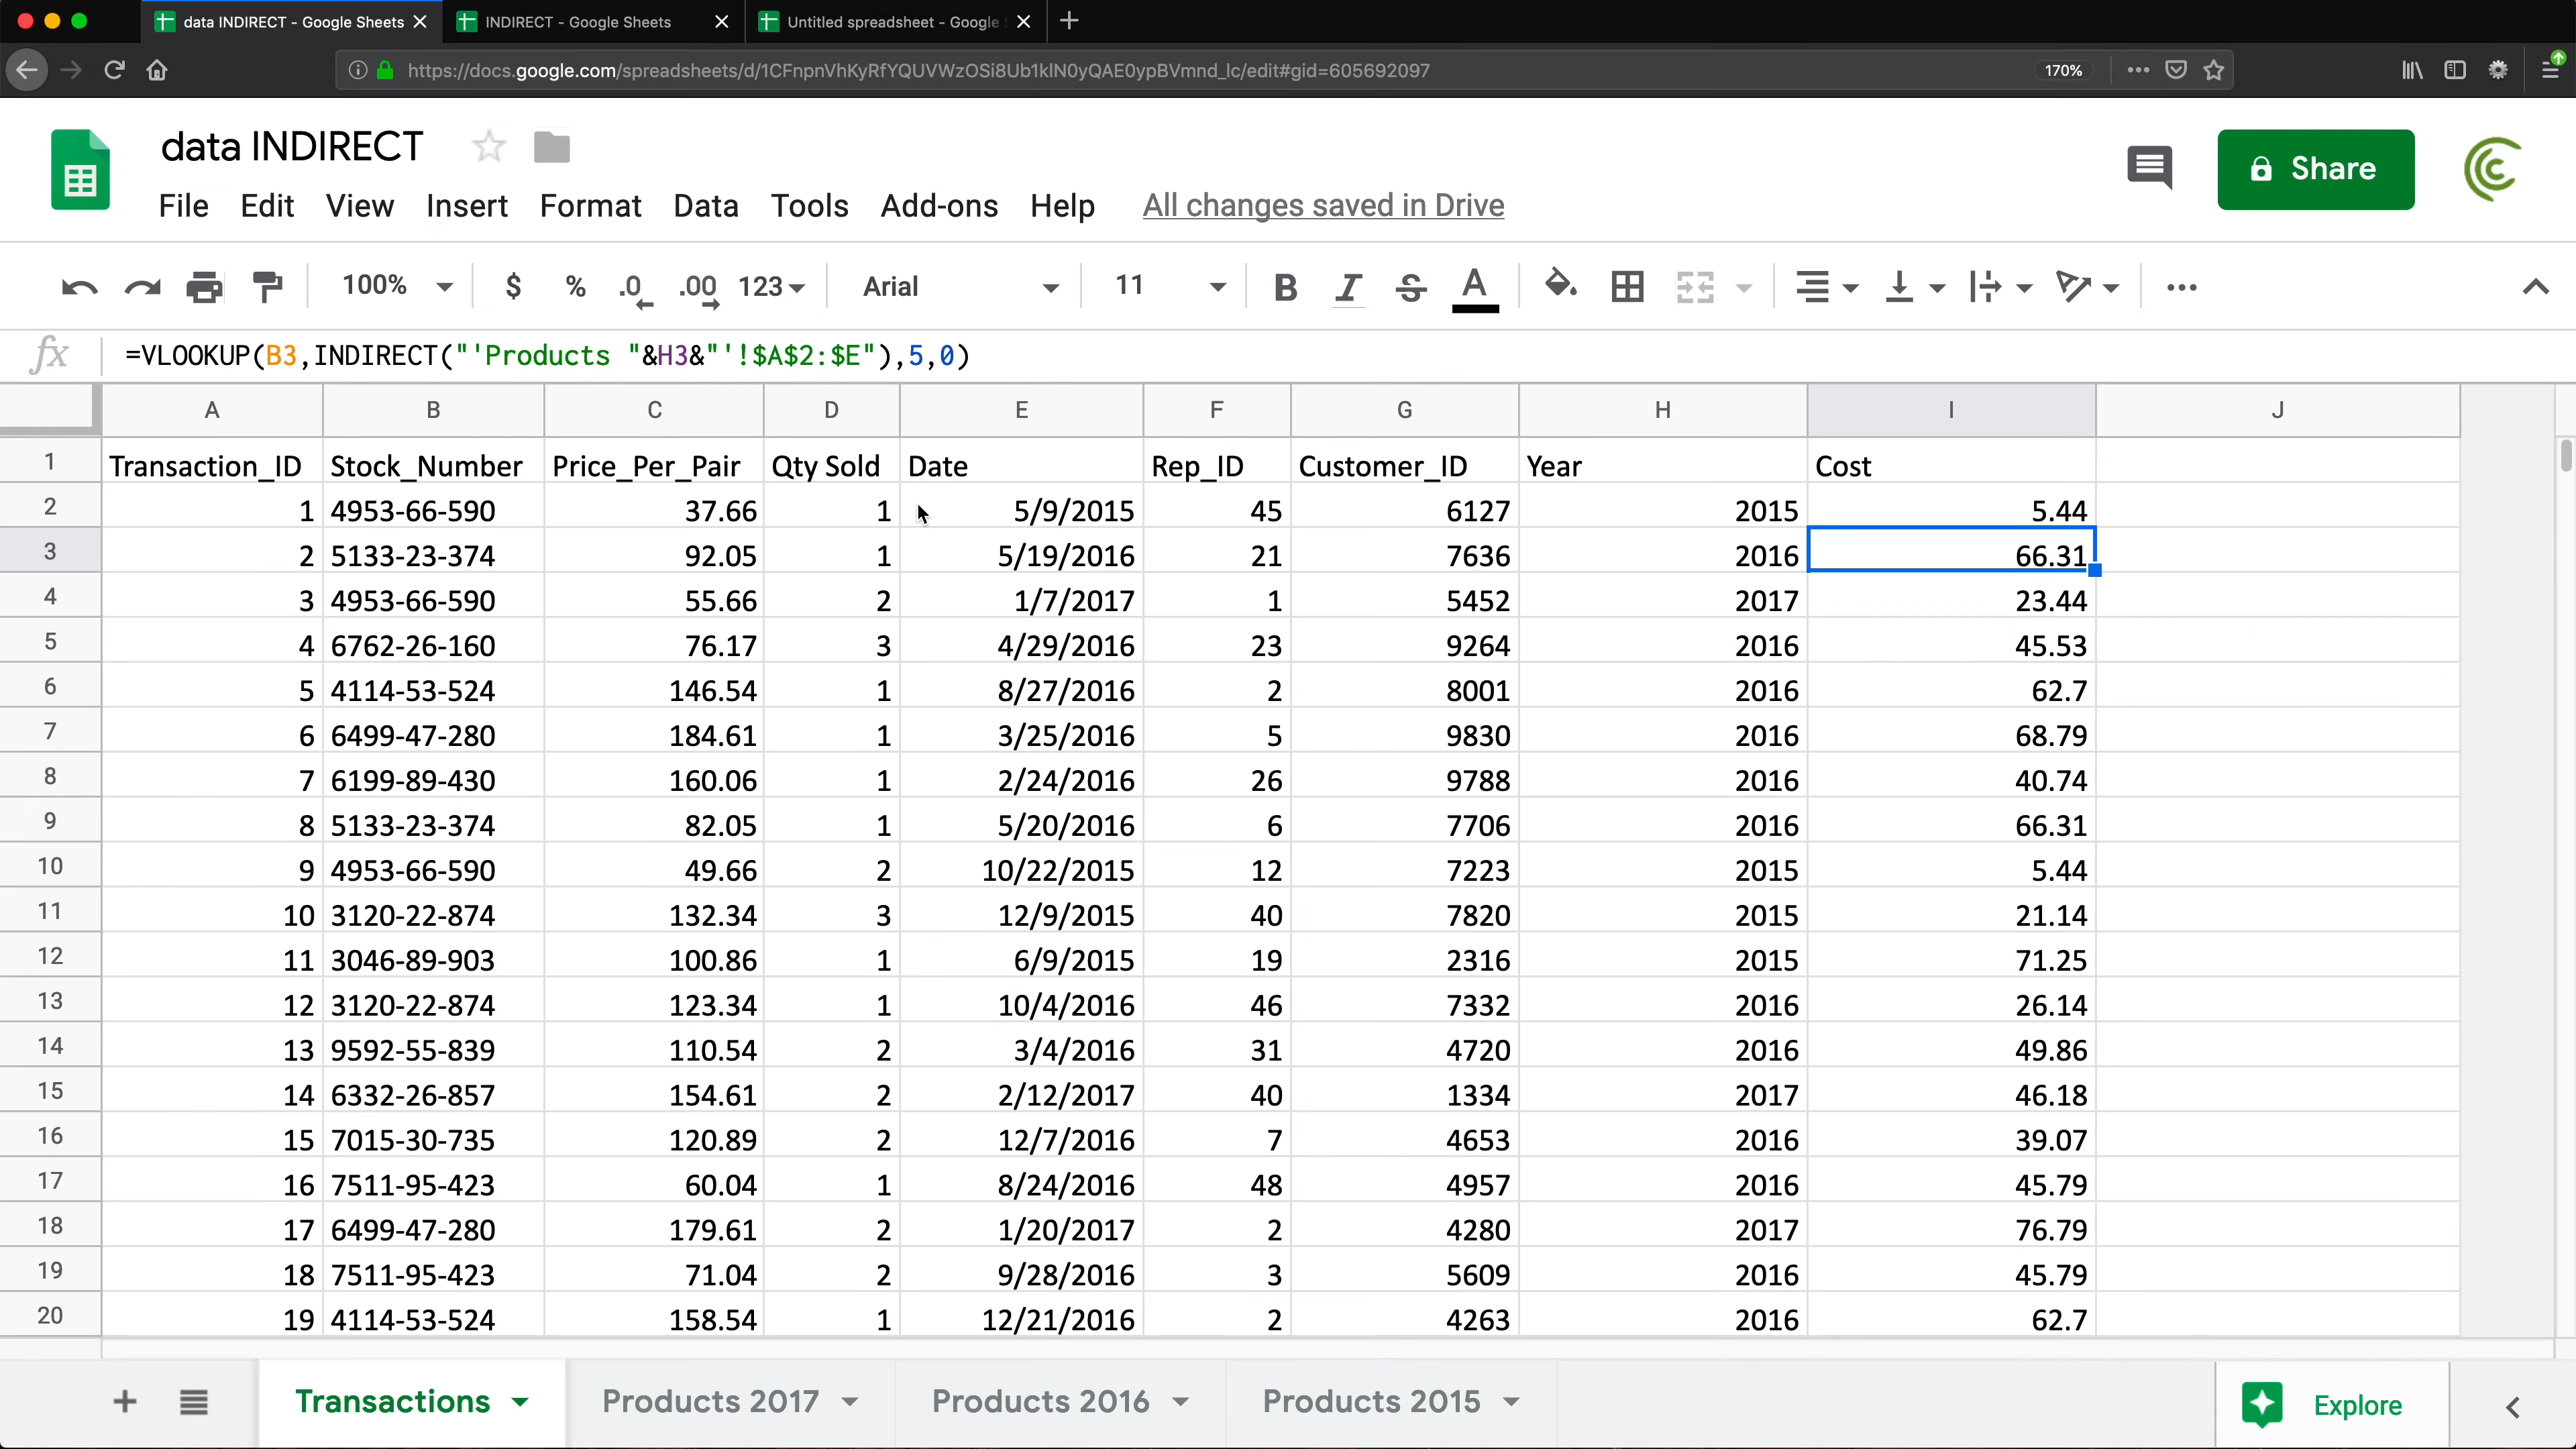 data INDIRECT - Google Sheets INDIRECT - Google Sheets Untitled spreadsheet - Google
https://docs.google.com/spreadsheets/d/1CFnpnVhKyRfYQUVWzOSi8Ub1klN0yQAE0ypBVmnd_lc/edit#gid=605692097 170%
data INDIRECT
Share
File Edit View Insert Format Data Tools Add-ons Help All changes saved in Drive
100% $ % .0 .00 123 Arial 11 B I S A
fx =VLOOKUP(B3,INDIRECT("'Products "&H3&"'!$A$2:$E"),5,0)
A B C D E F G H I J
1 Transaction_ID Stock_Number Price_Per_Pair Qty Sold Date Rep_ID Customer_ID Year Cost
2 1 4953-66-590 37.66 1 5/9/2015 45 6127 2015 5.44
3 2 5133-23-374 92.05 1 5/19/2016 21 7636 2016 66.31
4 3 4953-66-590 55.66 2 1/7/2017 1 5452 2017 23.44
5 4 6762-26-160 76.17 3 4/29/2016 23 9264 2016 45.53
6 5 4114-53-524 146.54 1 8/27/2016 2 8001 2016 62.7
7 6 6499-47-280 184.61 1 3/25/2016 5 9830 2016 68.79
8 7 6199-89-430 160.06 1 2/24/2016 26 9788 2016 40.74
9 8 5133-23-374 82.05 1 5/20/2016 6 7706 2016 66.31
10 9 4953-66-590 49.66 2 10/22/2015 12 7223 2015 5.44
11 10 3120-22-874 132.34 3 12/9/2015 40 7820 2015 21.14
12 11 3046-89-903 100.86 1 6/9/2015 19 2316 2015 71.25
13 12 3120-22-874 123.34 1 10/4/2016 46 7332 2016 26.14
14 13 9592-55-839 110.54 2 3/4/2016 31 4720 2016 49.86
15 14 6332-26-857 154.61 2 2/12/2017 40 1334 2017 46.18
16 15 7015-30-735 120.89 2 12/7/2016 7 4653 2016 39.07
17 16 7511-95-423 60.04 1 8/24/2016 48 4957 2016 45.79
18 17 6499-47-280 179.61 2 1/20/2017 2 4280 2017 76.79
19 18 7511-95-423 71.04 2 9/28/2016 3 5609 2016 45.79
20 19 4114-53-524 158.54 1 12/21/2016 2 4263 2016 62.7
Transactions Products 2017 Products 2016 Products 2015 Explore